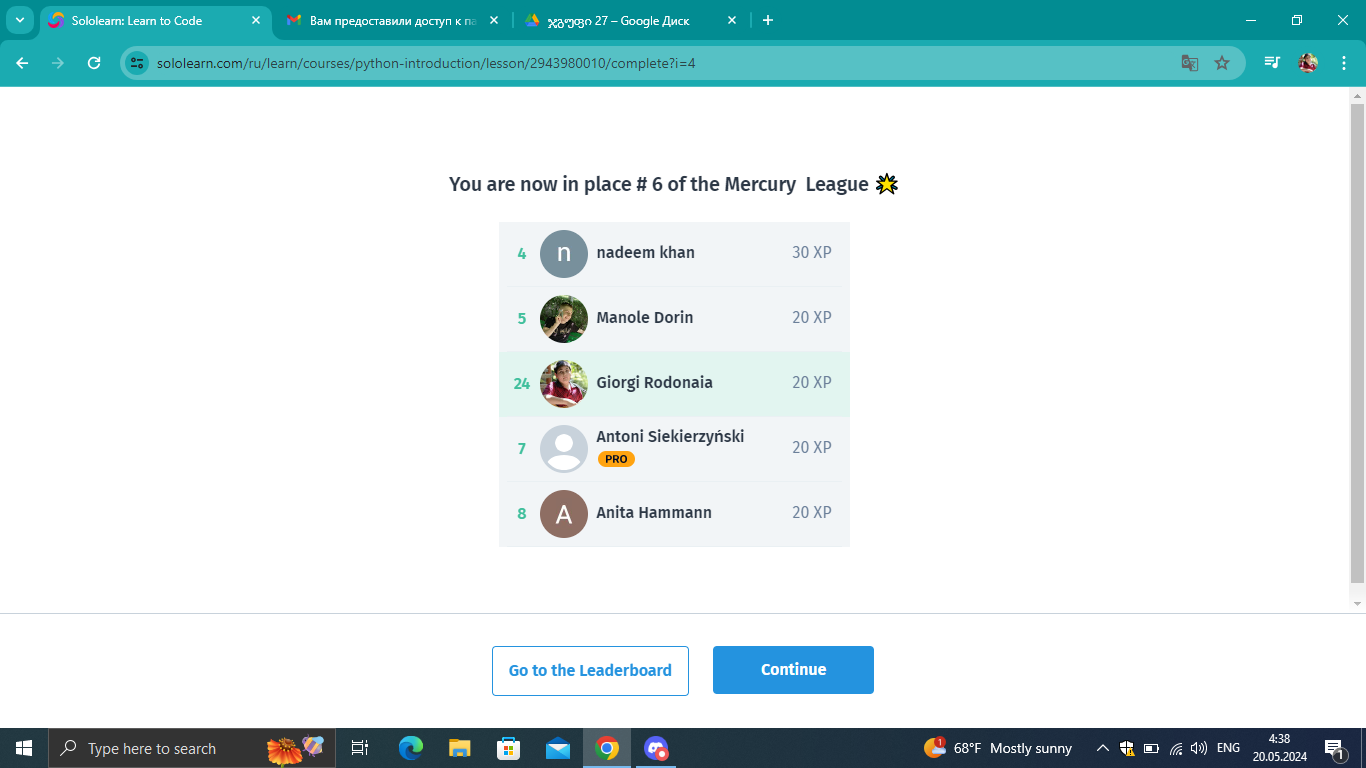 Sololearn: Learn to Code
Вам предоставили доступ к па
ჯგუფი 27 – Google Диск
sololearn.com/ru/learn/courses/python-introduction/lesson/2943980010/complete?i=4
You are now in place # 6 of the Mercury League
4 n nadeem khan 30 XP
5 Manole Dorin 20 XP
24 Giorgi Rodonaia 20 XP
7 Antoni Siekierzyński 20 XP
PRO
8 A Anita Hammann 20 XP
Go to the Leaderboard
Continue
Type here to search
1
68°F Mostly sunny
ENG
4:38
20.05.2024
1